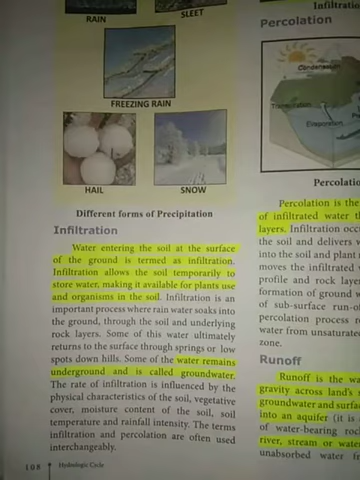 RAIN
SLEET
FREEZING RAIN
HAIL
SNOW
Different forms of Precipitation
Infiltration
Water entering the soil at the surface
of the ground is termed as infiltration.
Infiltration allows the soil temporarily to
store water, making it available for plants use
and organisms in the soil. Infiltration is an
important process where rain water soaks into
the ground, through the soil and underlying
rock layers. Some of this water ultimately
returns to the surface through springs or low
spots down hills. Some of the water remains
underground and is called groundwater.
The rate of infiltration is influenced by the
physical characteristics of the soil, vegetative
cover, moisture content of the soil, soil
temperature and rainfall intensity. The terms
infiltration and percolation are often used
interchangeably.
108 Hydrologic Cycle
Infiltratio
Percolation
Condensation
Transpiration
Evaporation
Percolatio
Percolation is the
of infiltrated water th
layers. Infiltration occ
the soil and delivers w
into the soil and plant r
moves the infiltrated
profile and rock laye
formation of ground w
of sub-surface run-o
percolation process r
water from unsaturate
zone.
Runoff
Runoff is the wa
gravity across land's s
groundwater and surfac
into an aquifer (it is
of water-bearing roc
river, stream or wate
unabsorbed water fr